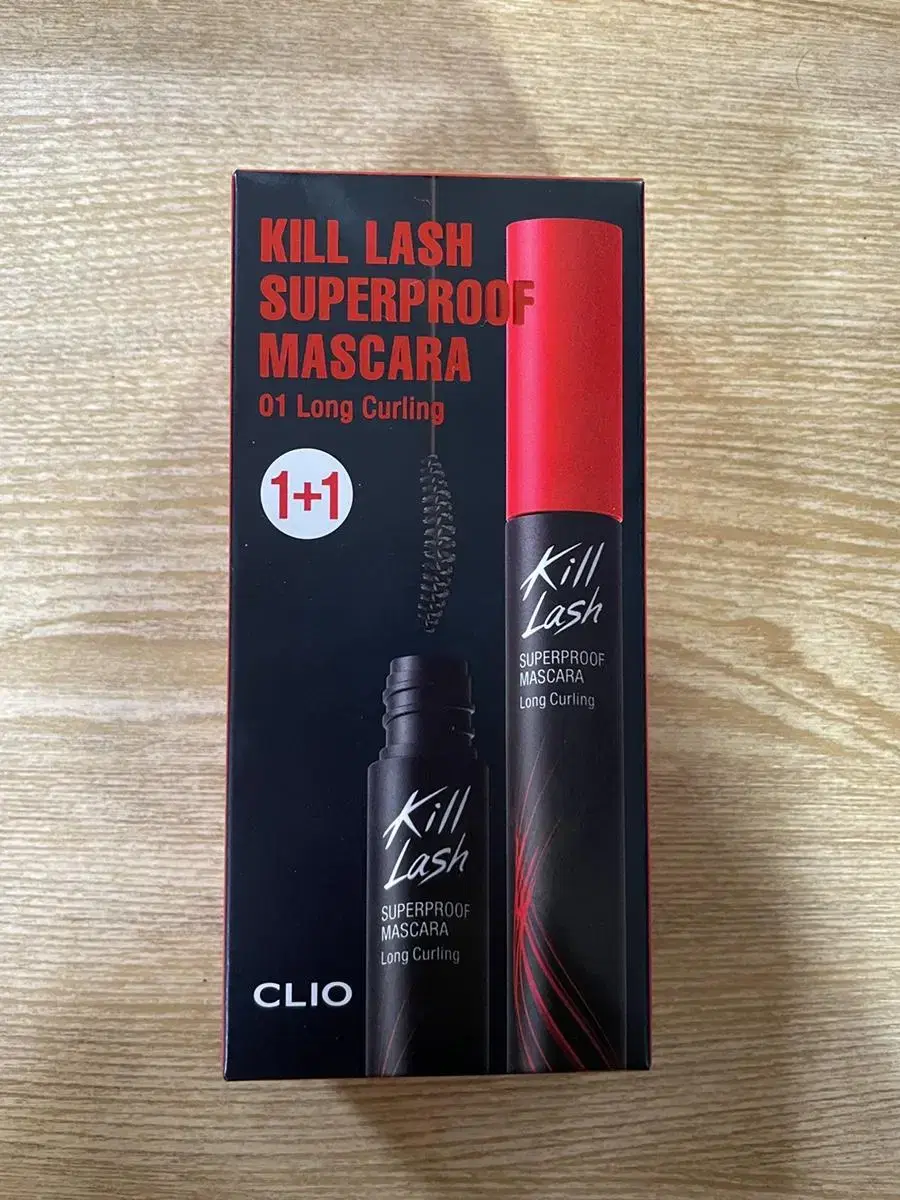 KILL LASH
SUPERPROOF
MASCARA
01 Long Curling
1+1
Kill
Lash
SUPERPROOF
MASCARA
Long Curling
Kill
Lash
SUPERPROOF
MASCARA
Long Curling
CLIO